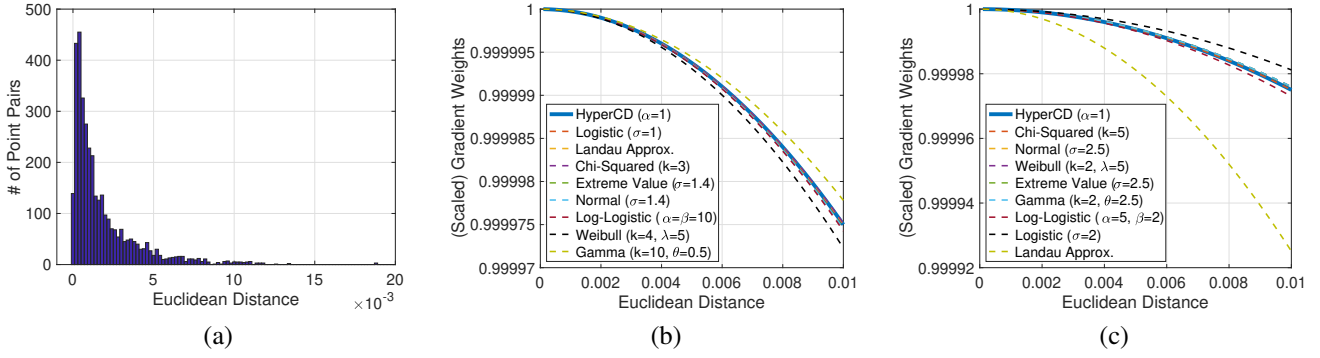 500
400
300
200
100
0
# of Point Pairs
0
5
10
15
20
Euclidean Distance
×10⁻³
(a)
1
0.999995
0.99999
0.999985
0.99998
0.999975
0.99997
(Scaled) Gradient Weights
HyperCD (α=1)
Logistic (σ=1)
Landau Approx.
Chi-Squared (k=3)
Extreme Value (σ=1.4)
Normal (σ=1.4)
Log-Logistic (α=β=10)
Weibull (k=4, λ=5)
Gamma (k=10, θ=0.5)
0
0.002
0.004
0.006
0.008
0.01
Euclidean Distance
(b)
1
0.99998
0.99996
0.99994
0.99992
(Scaled) Gradient Weights
HyperCD (α=1)
Chi-Squared (k=5)
Normal (σ=2.5)
Weibull (k=2, λ=5)
Extreme Value (σ=2.5)
Gamma (k=2, θ=2.5)
Log-Logistic (α=5, β=2)
Logistic (σ=2)
Landau Approx.
0
0.002
0.004
0.006
0.008
0.01
Euclidean Distance
(c)